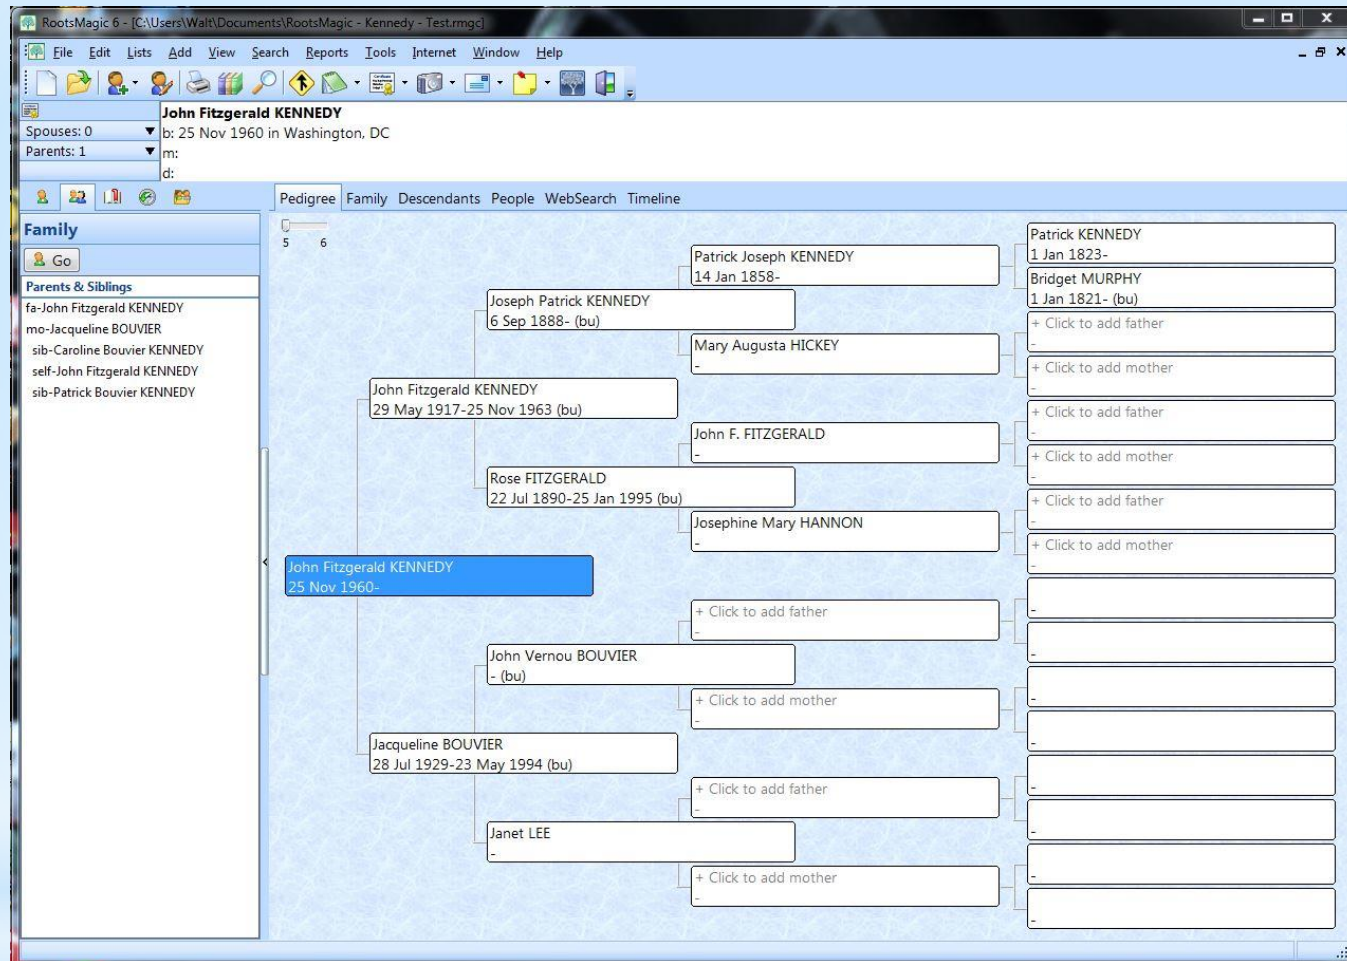 RootsMagic 6 - [C:\Users\Walt\Documents\RootsMagic - Kennedy - Test.rmgc]
File Edit Lists Add View Search Reports Tools Internet Window Help
John Fitzgerald KENNEDY
Spouses: 0
b: 25 Nov 1960 in Washington, DC
Parents: 1
m:
d:
Pedigree Family Descendants People WebSearch Timeline
Family
Go
Parents & Siblings
fa-John Fitzgerald KENNEDY
mo-Jacqueline BOUVIER
sib-Caroline Bouvier KENNEDY
self-John Fitzgerald KENNEDY
sib-Patrick Bouvier KENNEDY
5 6
John Fitzgerald KENNEDY
25 Nov 1960-
John Fitzgerald KENNEDY
29 May 1917-25 Nov 1963 (bu)
Jacqueline BOUVIER
28 Jul 1929-23 May 1994 (bu)
Joseph Patrick KENNEDY
6 Sep 1888- (bu)
Rose FITZGERALD
22 Jul 1890-25 Jan 1995 (bu)
John Vernou BOUVIER
- (bu)
Janet LEE
-
Patrick Joseph KENNEDY
14 Jan 1858-
Mary Augusta HICKEY
-
John F. FITZGERALD
-
Josephine Mary HANNON
-
+ Click to add father
-
+ Click to add mother
-
+ Click to add father
-
+ Click to add mother
-
Patrick KENNEDY
1 Jan 1823-
Bridget MURPHY
1 Jan 1821- (bu)
+ Click to add father
-
+ Click to add mother
-
+ Click to add father
-
+ Click to add mother
-
+ Click to add father
-
+ Click to add mother
-
-
-
-
-
-
-
-
-